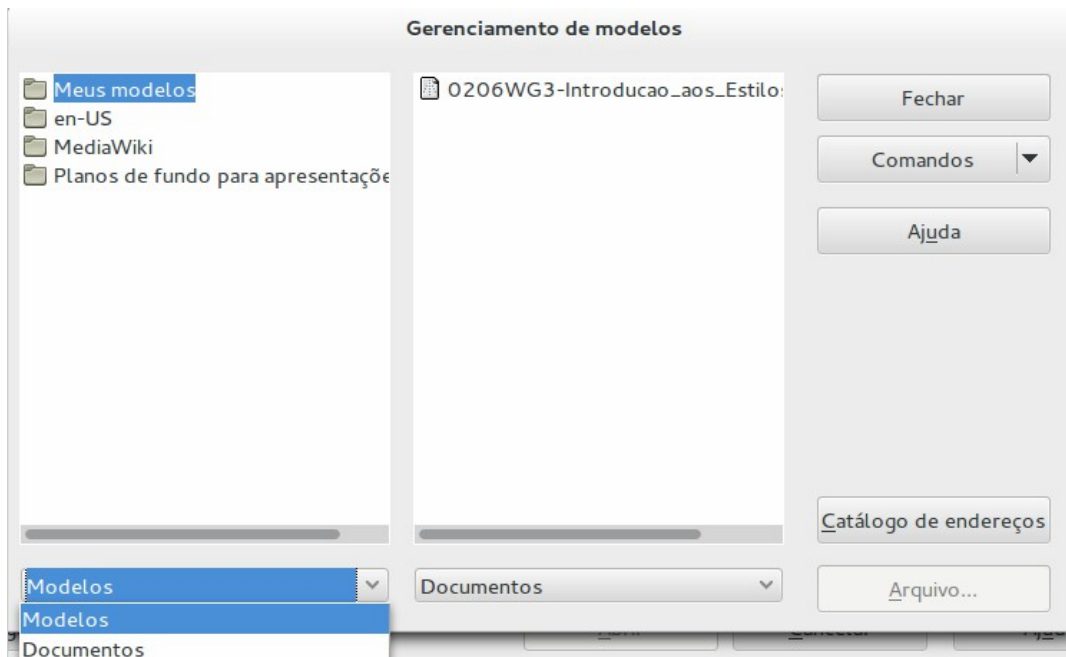 Gerenciamento de modelos
Meus modelos
en-US
MediaWiki
Planos de fundo para apresentaçõe
0206WG3-Introducao_aos_Estilo
Fechar
Comandos
Ajuda
Catálogo de endereços
Modelos
Documentos
Arquivo...
Modelos
Documentos